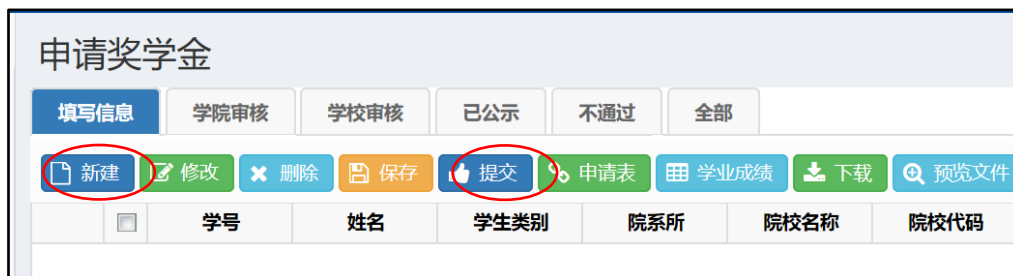 申请奖学金
填写信息 学院审核 学校审核 已公示 不通过 全部
新建 修改 删除 保存 提交 申请表 学业成绩 下载 预览文件
学号 姓名 学生类别 院系所 院校名称 院校代码